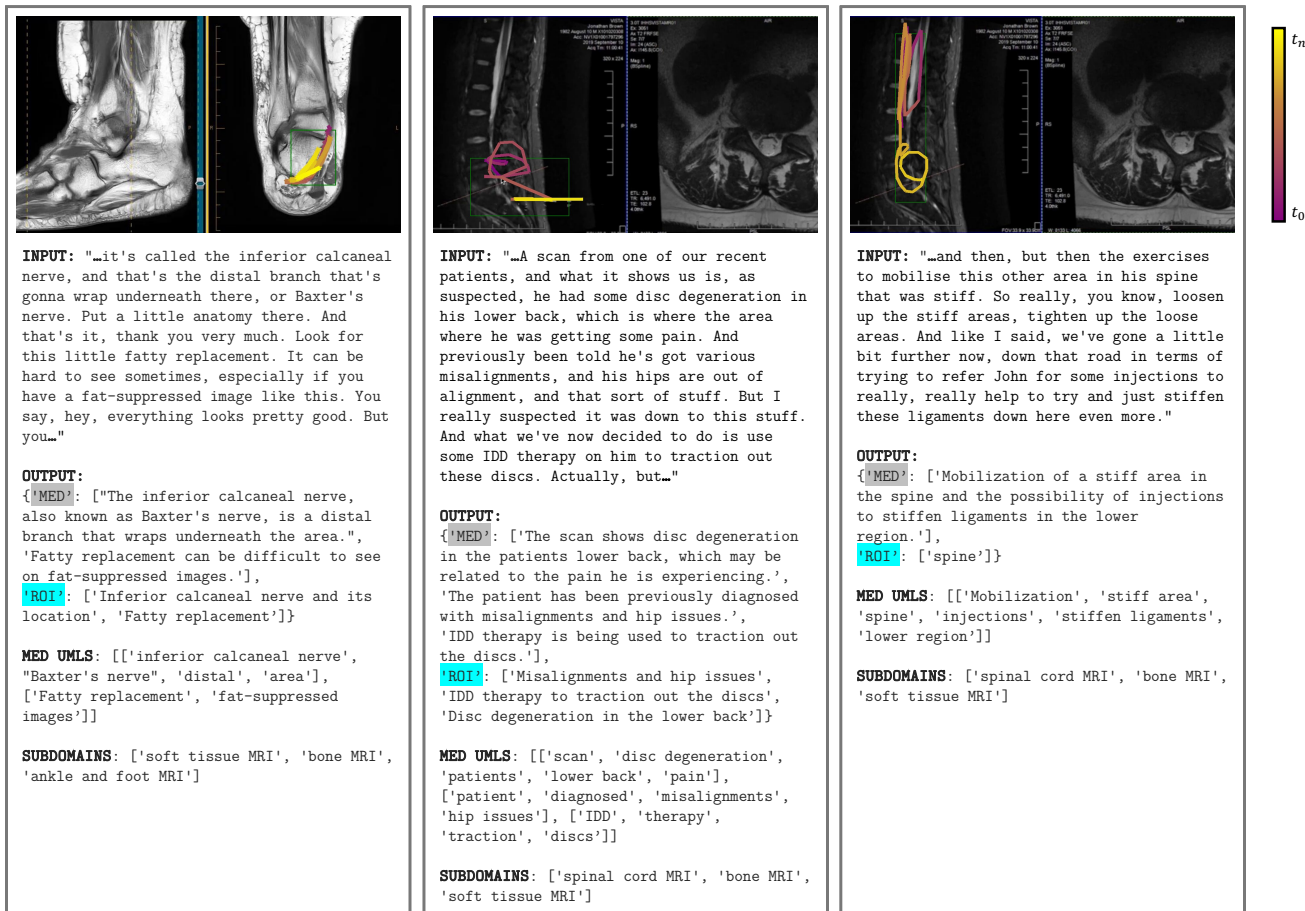 INPUT: "…it's called the inferior calcaneal
nerve, and that's the distal branch that's
gonna wrap underneath there, or Baxter's
nerve. Put a little anatomy there. And
that's it, thank you very much. Look for
this little fatty replacement. It can be
hard to see sometimes, especially if you
have a fat-suppressed image like this. You
say, hey, everything looks pretty good. But
you…"
OUTPUT:
{'MED': ["The inferior calcaneal nerve,
also known as Baxter's nerve, is a distal
branch that wraps underneath the area.",
'Fatty replacement can be difficult to see
on fat-suppressed images.'],
'ROI': ['Inferior calcaneal nerve and its
location', 'Fatty replacement']}
MED UMLS: [['inferior calcaneal nerve',
"Baxter's nerve", 'distal', 'area'],
['Fatty replacement', 'fat-suppressed
images']]
SUBDOMAINS: ['soft tissue MRI', 'bone MRI',
'ankle and foot MRI']
VISTA
Jonathan Brown
320 x 224
P
RS
ETL: 23
AIR
INPUT: "…A scan from one of our recent
patients, and what it shows us is, as
suspected, he had some disc degeneration in
his lower back, which is where the area
where he was getting some pain. And
previously been told he's got various
misalignments, and his hips are out of
alignment, and that sort of stuff. But I
really suspected it was down to this stuff.
And what we've now decided to do is use
some IDD therapy on him to traction out
these discs. Actually, but…"
OUTPUT:
{'MED': ['The scan shows disc degeneration
in the patients lower back, which may be
related to the pain he is experiencing.',
'The patient has been previously diagnosed
with misalignments and hip issues.',
'IDD therapy is being used to traction out
the discs.'],
'ROI': ['Misalignments and hip issues',
'IDD therapy to traction out the discs',
'Disc degeneration in the lower back']}
MED UMLS: [['scan', 'disc degeneration',
'patients', 'lower back', 'pain'],
['patient', 'diagnosed', 'misalignments',
'hip issues'], ['IDD', 'therapy',
'traction', 'discs']]
SUBDOMAINS: ['spinal cord MRI', 'bone MRI',
'soft tissue MRI']
VISTA
Jonathan Brown
320 x 224
P
RS
ETL: 23
AIR
INPUT: "…and then, but then the exercises
to mobilise this other area in his spine
that was stiff. So really, you know, loosen
up the stiff areas, tighten up the loose
areas. And like I said, we've gone a little
bit further now, down that road in terms of
trying to refer John for some injections to
really, really help to try and just stiffen
these ligaments down here even more."
OUTPUT:
{'MED': ['Mobilization of a stiff area in
the spine and the possibility of injections
to stiffen ligaments in the lower
region.'],
'ROI': ['spine']}
MED UMLS: [['Mobilization', 'stiff area',
'spine', 'injections', 'stiffen ligaments',
'lower region']]
SUBDOMAINS: ['spinal cord MRI', 'bone MRI',
'soft tissue MRI']
tn
t0